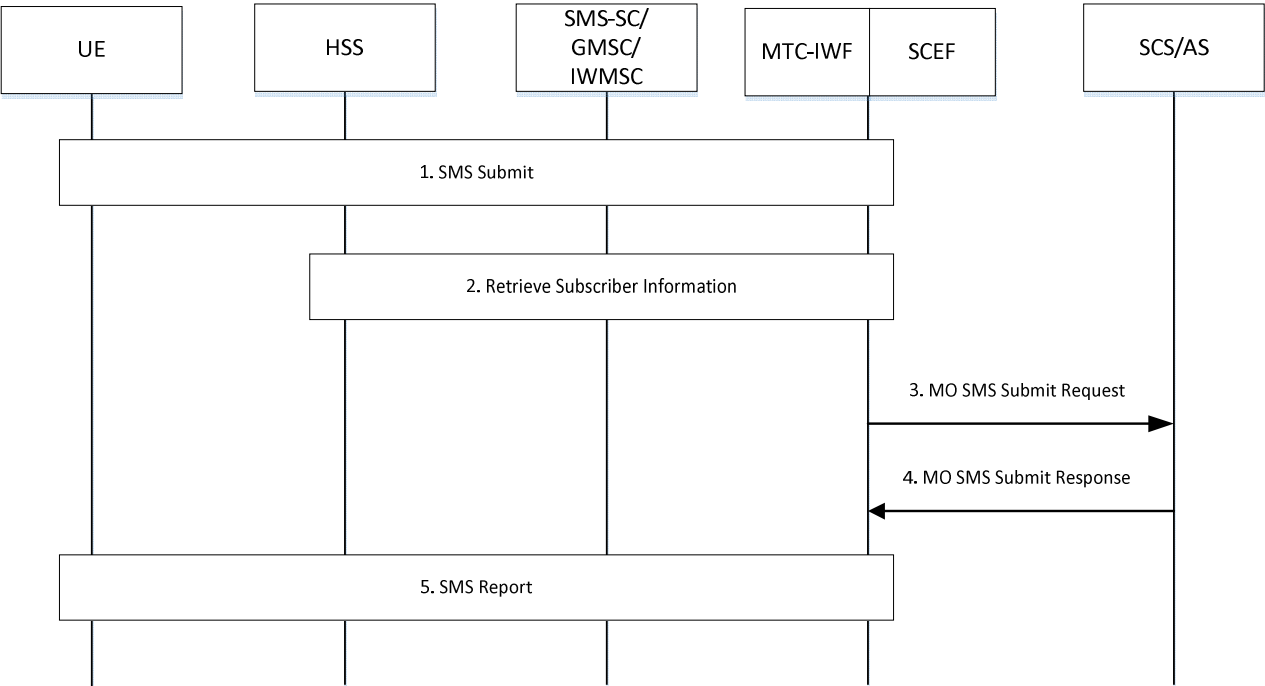 UE
HSS
SMS-SC/
GMSC/
IWMSC
MTC-IWF
SCEF
SCS/AS
1. SMS Submit
2. Retrieve Subscriber Information
3. MO SMS Submit Request
4. MO SMS Submit Response
5. SMS Report